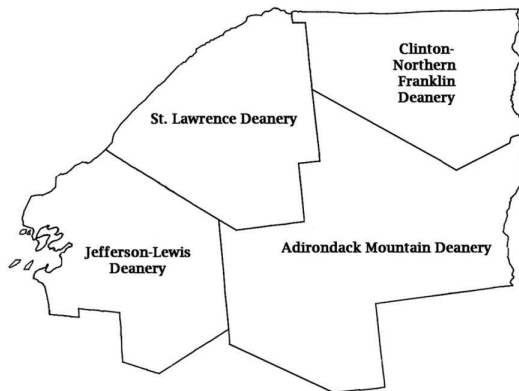 Clinton-
Northern
Franklin
Deanery
St. Lawrence Deanery
Jefferson-Lewis
Deanery
Adirondack Mountain Deanery